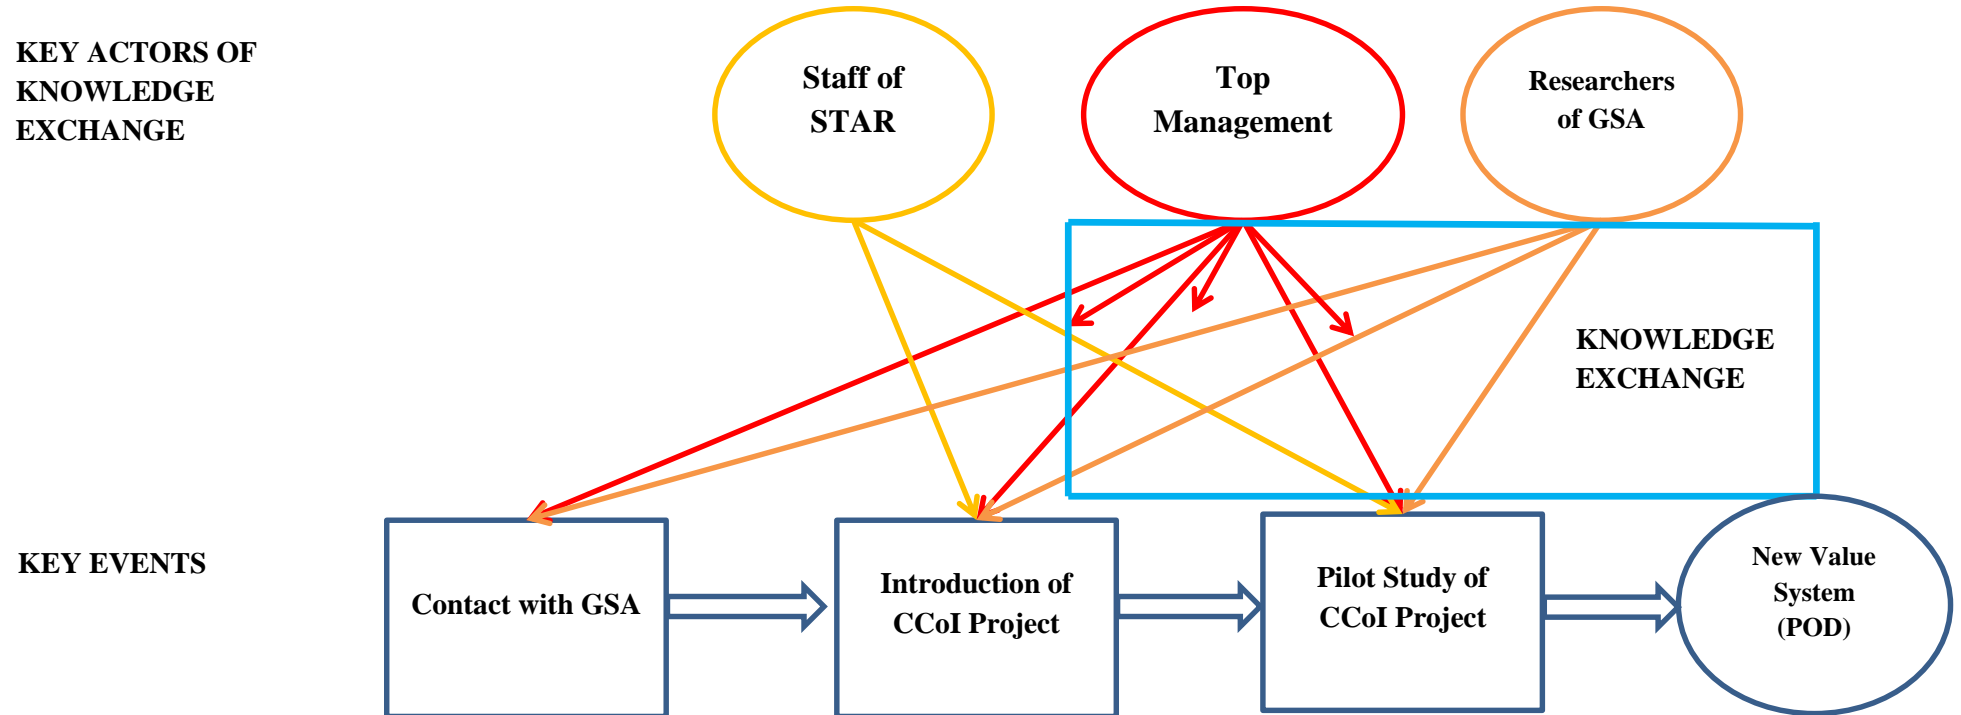 KEY ACTORS OF
KNOWLEDGE
EXCHANGE
Staff of
STAR
Top
Management
Researchers
of GSA
KNOWLEDGE
EXCHANGE
KEY EVENTS
Contact with GSA
Introduction of
CCoI Project
Pilot Study of
CCoI Project
New Value
System
(POD)